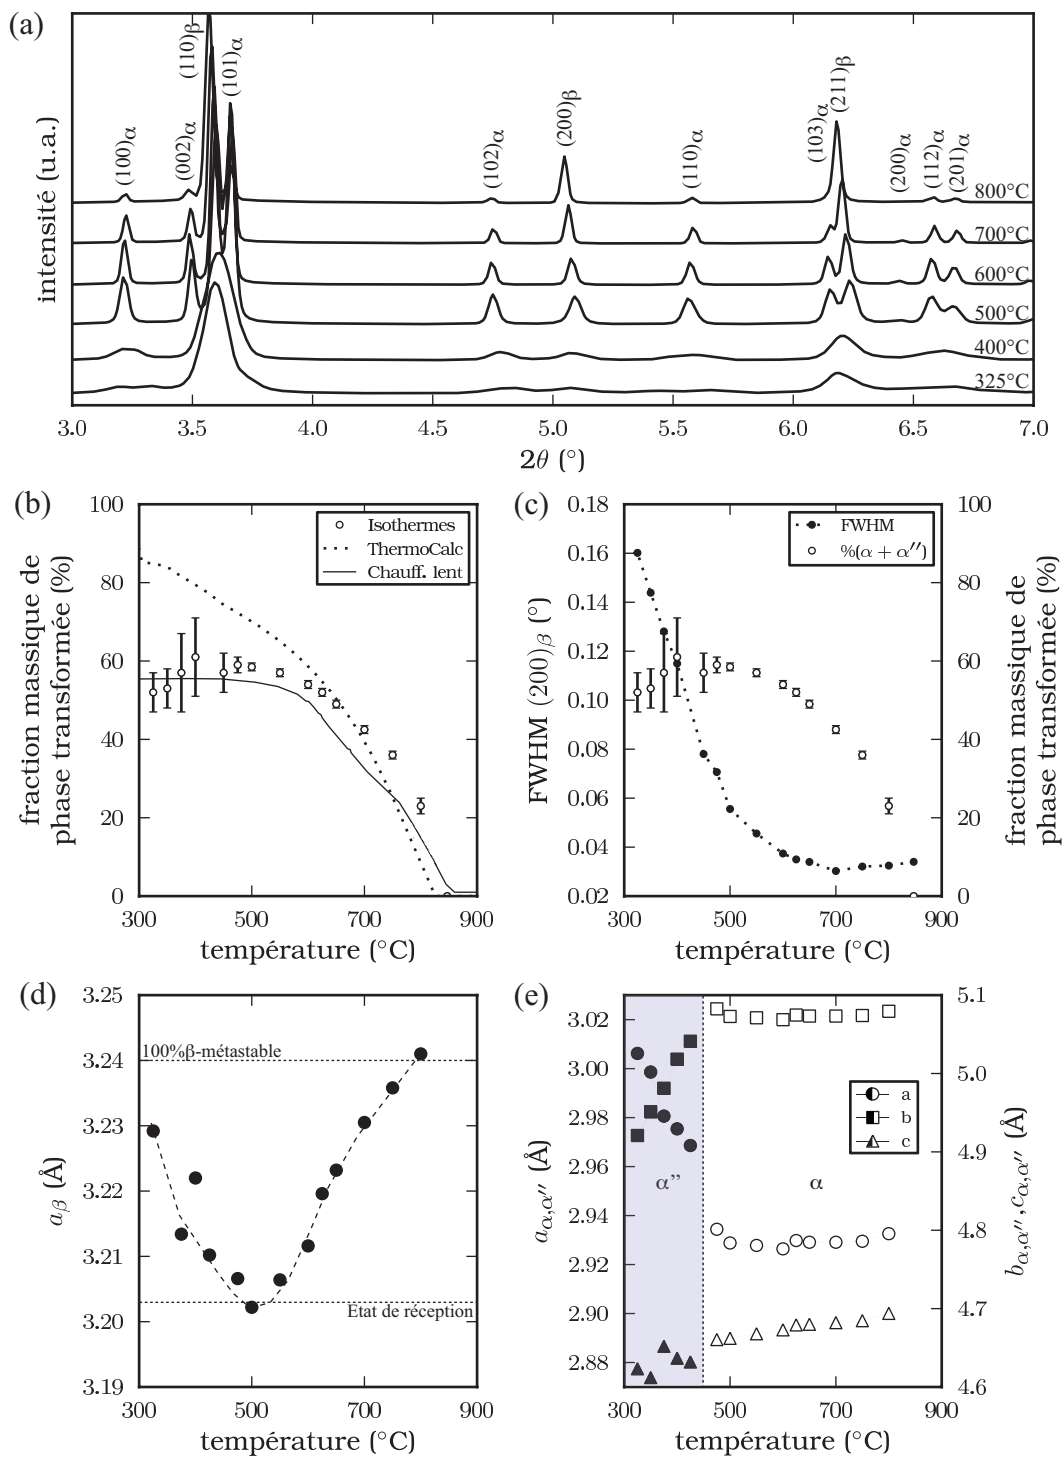 (a)
intensité (u.a.)
(100)α
(002)α
(110)β
(101)α
(102)α
(200)β
(110)α
(103)α
(211)β
(200)α
(112)α
(201)α
800°C
700°C
600°C
500°C
400°C
325°C
3.0 3.5 4.0 4.5 5.0 5.5 6.0 6.5 7.0
2θ (°)
(b)
fraction massique de
phase transformée (%)
100
80
60
40
20
0
Isothermes
ThermoCalc
Chauff. lent
300 500 700 900
température (°C)
(c)
FWHM (200)β (°)
0.18
0.16
0.14
0.12
0.10
0.08
0.06
0.04
0.02
FWHM
%(α + α′′)
100
80
60
40
20
0
fraction massique de
phase transformée (%)
300 500 700 900
température (°C)
(d)
aβ (Å)
3.25
3.24
3.23
3.22
3.21
3.20
3.19
100%β-métastable
Etat de réception
300 500 700 900
température (°C)
(e)
aα,α′′ (Å)
3.02
3.00
2.98
2.96
2.94
2.92
2.90
2.88
a
b
c
α”
α
5.1
5.0
4.9
4.8
4.7
4.6
bα,α′′, cα,α′′ (Å)
300 500 700 900
température (°C)